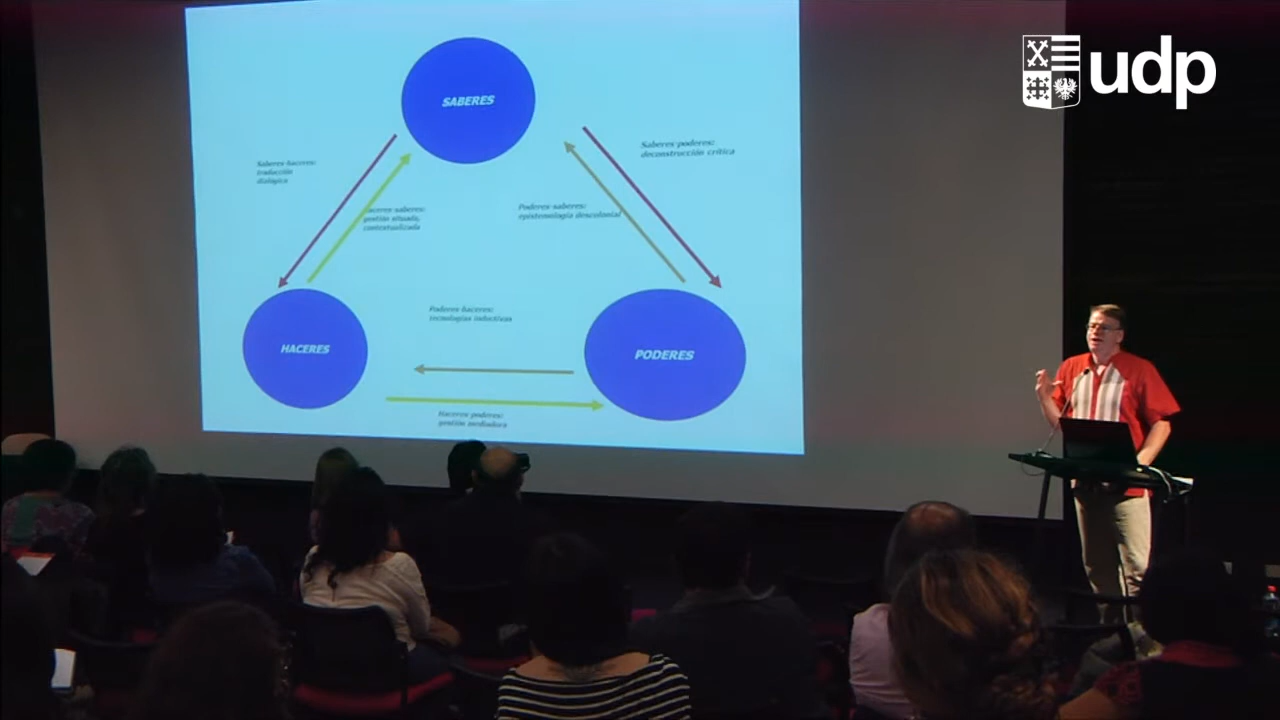 udp
SABERES
Saberes-haceres:
traducción
dialógica
Saberes-poderes:
deconstrucción crítica
Haceres-saberes:
gestión situada,
contextualizada
Poderes-saberes:
epistemología descolonial
Poderes-haceres:
tecnologías inductivas
HACERES
PODERES
Haceres-poderes:
gestión mediadora